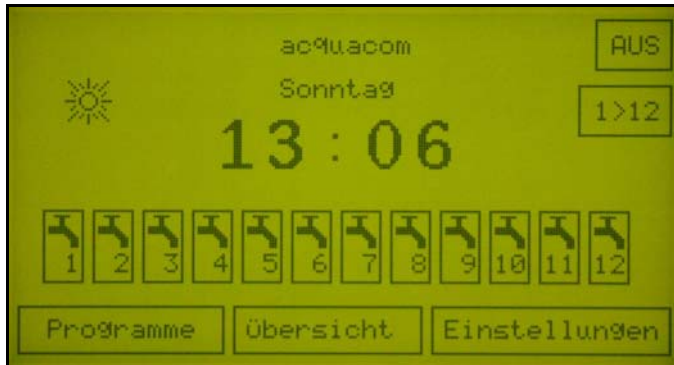 acquacom
AUS
Sonntag
1>12
13:06
1 2 3 4 5 6 7 8 9 10 11 12
Programme
übersicht
Einstellungen